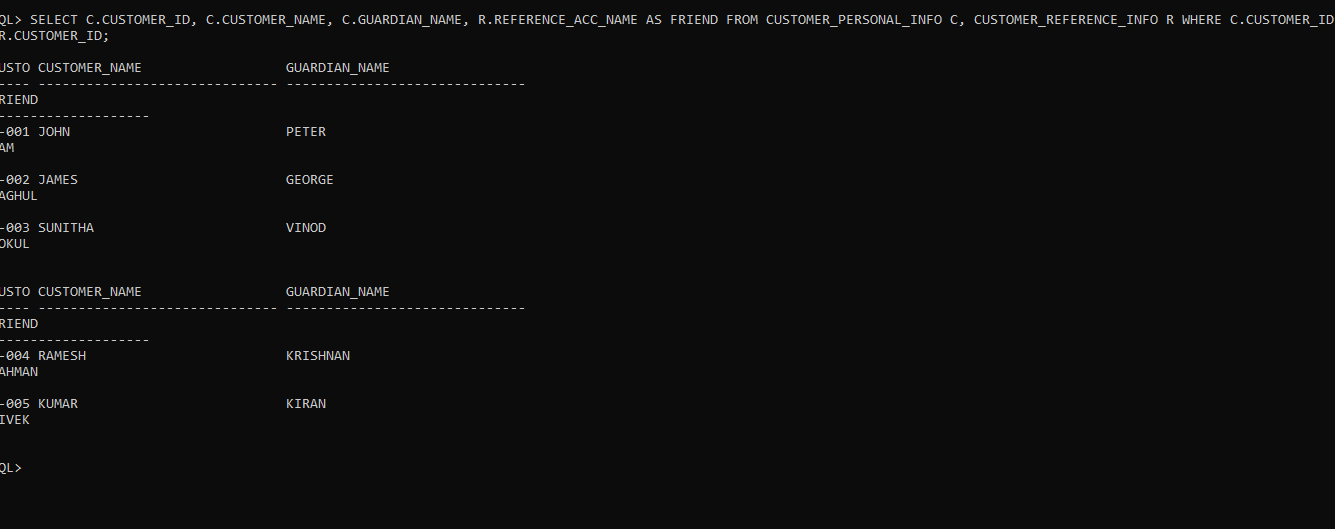 QL> SELECT C.CUSTOMER_ID, C.CUSTOMER_NAME, C.GUARDIAN_NAME, R.REFERENCE_ACC_NAME AS FRIEND FROM CUSTOMER_PERSONAL_INFO C, CUSTOMER_REFERENCE_INFO R WHERE C.CUSTOMER_ID
R.CUSTOMER_ID;
USTO CUSTOMER_NAME                  GUARDIAN_NAME
---- ------------------------------ ------------------------------
RIEND
-------------------
-001 JOHN                           PETER
AM
-002 JAMES                          GEORGE
AGHUL
-003 SUNITHA                        VINOD
OKUL
USTO CUSTOMER_NAME                  GUARDIAN_NAME
---- ------------------------------ ------------------------------
RIEND
-------------------
-004 RAMESH                         KRISHNAN
AHMAN
-005 KUMAR                          KIRAN
IVEK
QL>